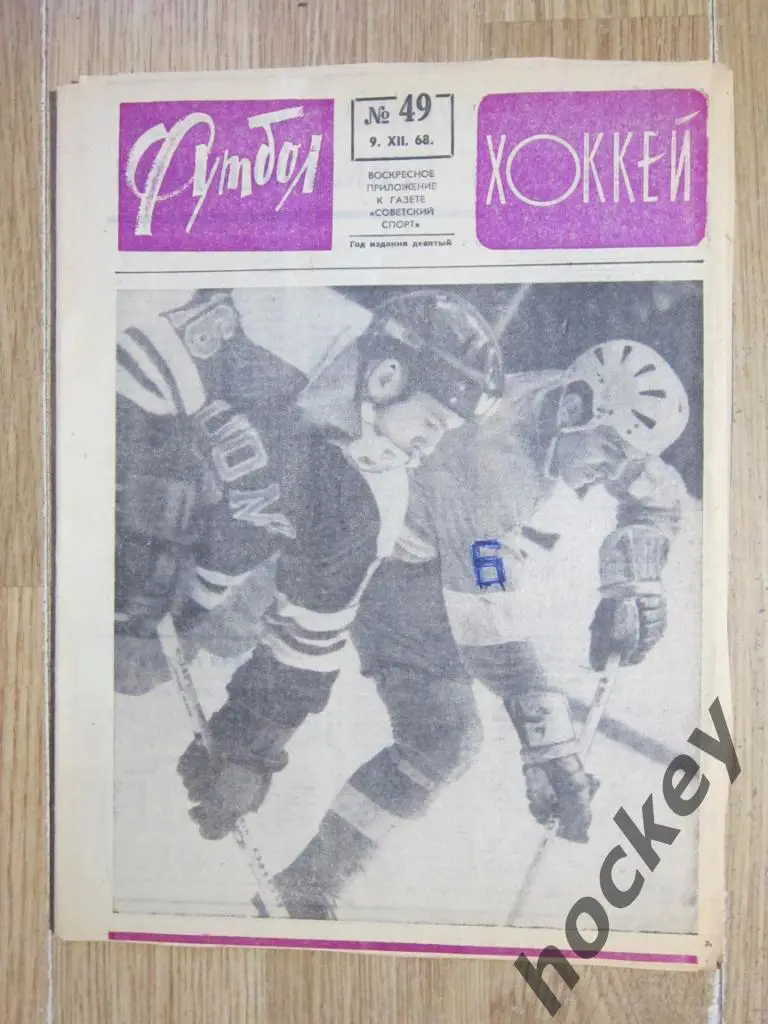 Футбол
№ 49
9. XII. 68.
ВОСКРЕСНОЕ
ПРИЛОЖЕНИЕ
К ГАЗЕТЕ
«СОВЕТСКИЙ
СПОРТ»
Год издания девятый
ХОККЕЙ
6
hockey